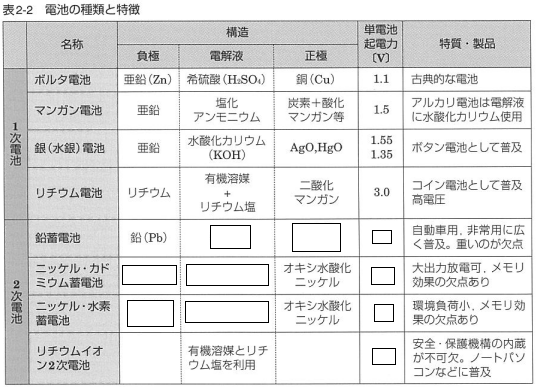 表2-2 電池の種類と特徴
名称
構造
負極
電解液
正極
単電池
起電力
〔V〕
特質・製品
1次電池
ボルタ電池
亜鉛(Zn)
希硫酸(H₂SO₄)
銅(Cu)
1.1
古典的な電池
マンガン電池
亜鉛
塩化
アンモニウム
炭素+酸化
マンガン等
1.5
アルカリ電池は電解液
に水酸化カリウム使用
銀(水銀)電池
亜鉛
水酸化カリウム
(KOH)
AgO,HgO
1.55
1.35
ボタン電池として普及
リチウム電池
リチウム
有機溶媒
+
リチウム塩
二酸化
マンガン
3.0
コイン電池として普及
高電圧
2次電池
鉛蓄電池
鉛(Pb)
自動車用,非常用に広
く普及。重いのが欠点
ニッケル・カド
ミウム蓄電池
オキシ水酸化
ニッケル
大出力放電可,メモリ
効果の欠点あり
ニッケル・水素
蓄電池
オキシ水酸化
ニッケル
環境負荷小,メモリ効
果の欠点あり
リチウムイオ
ン2次電池
有機溶媒とリチ
ウム塩を利用
安全・保護機構の内蔵
が不可欠。ノートパソ
コンなどに普及